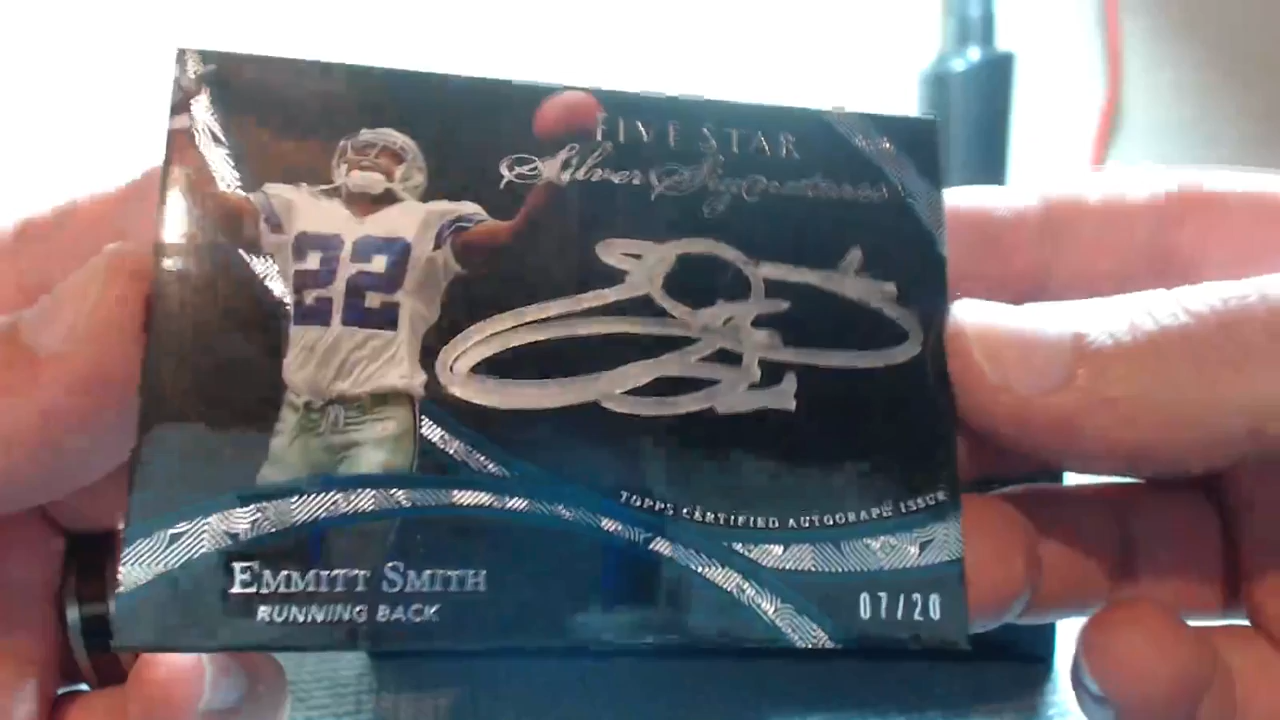 FIVE STAR
Silver Signatures
22
TOPPS CERTIFIED AUTOGRAPH ISSUE
EMMITT SMITH
RUNNING BACK
07/20